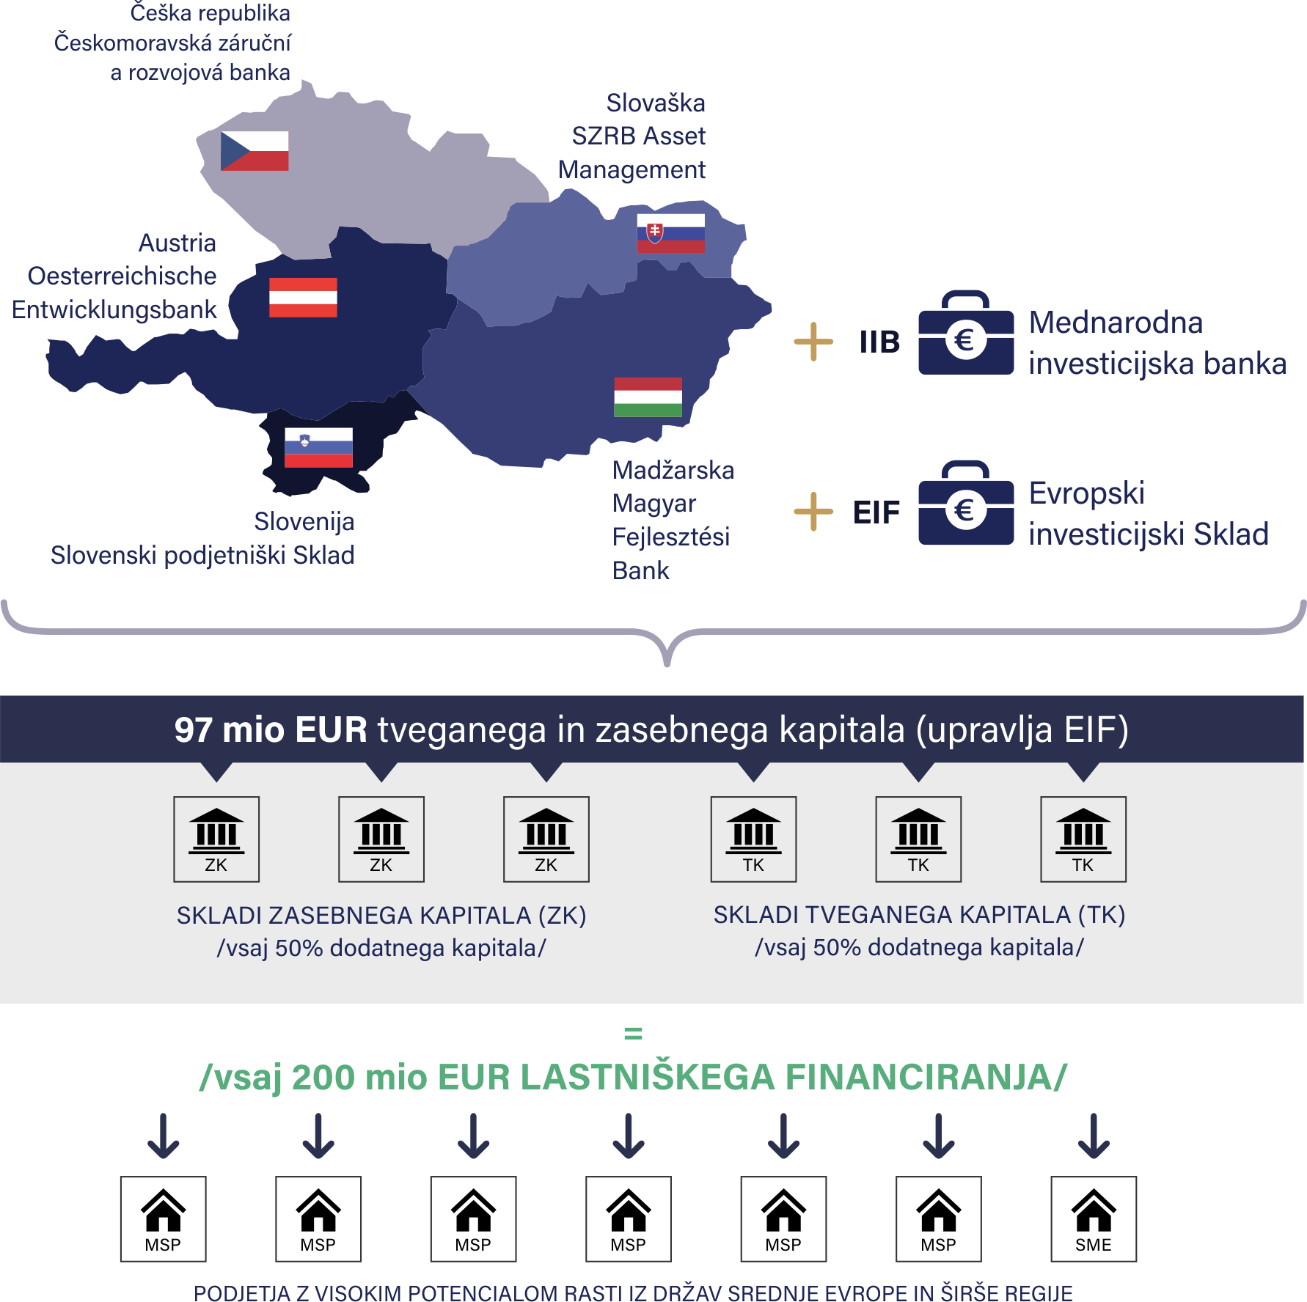 Češka republika
Českomoravská záruční
a rozvojová banka
Slovaška
SZRB Asset
Management
Austria
Oesterreichische
Entwicklungsbank
Slovenija
Slovenski podjetniški Sklad
Madžarska
Magyar
Fejlesztési
Bank
IIB
€
Mednarodna
investicijska banka
EIF
€
Evropski
investicijski Sklad
97 mio EUR tveganega in zasebnega kapitala (upravlja EIF)
ZK ZK ZK TK TK TK
SKLADI ZASEBNEGA KAPITALA (ZK)
/vsaj 50% dodatnega kapitala/
SKLADI TVEGANEGA KAPITALA (TK)
/vsaj 50% dodatnega kapitala/
=
/vsaj 200 mio EUR LASTNIŠKEGA FINANCIRANJA/
MSP MSP MSP MSP MSP MSP SME
PODJETJA Z VISOKIM POTENCIALOM RASTI IZ DRŽAV SREDNJE EVROPE IN ŠIRŠE REGIJE